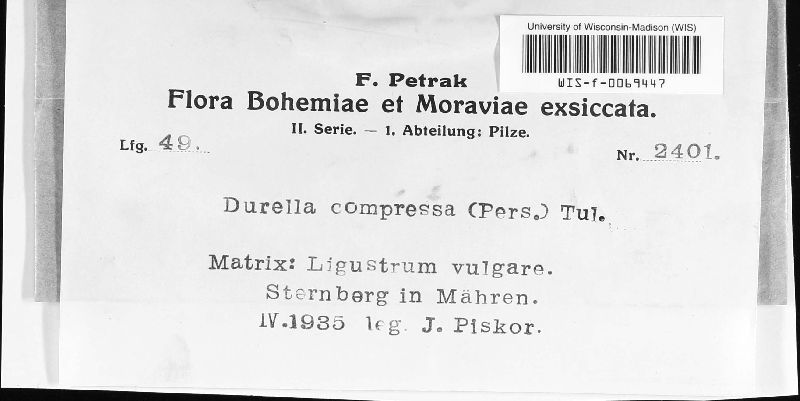 University of Wisconsin-Madison (WIS)
WIS-f-0069447
F. Petrak
Flora Bohemiae et Moraviae exsiccata.
II. Serie. — 1. Abteilung: Pilze.
Lfg. 49.
Nr. 2401.
Durella compressa (Pers.) Tul.
Matrix: Ligustrum vulgare.
Sternberg in Mähren.
IV.1935 leg. J. Piskor.